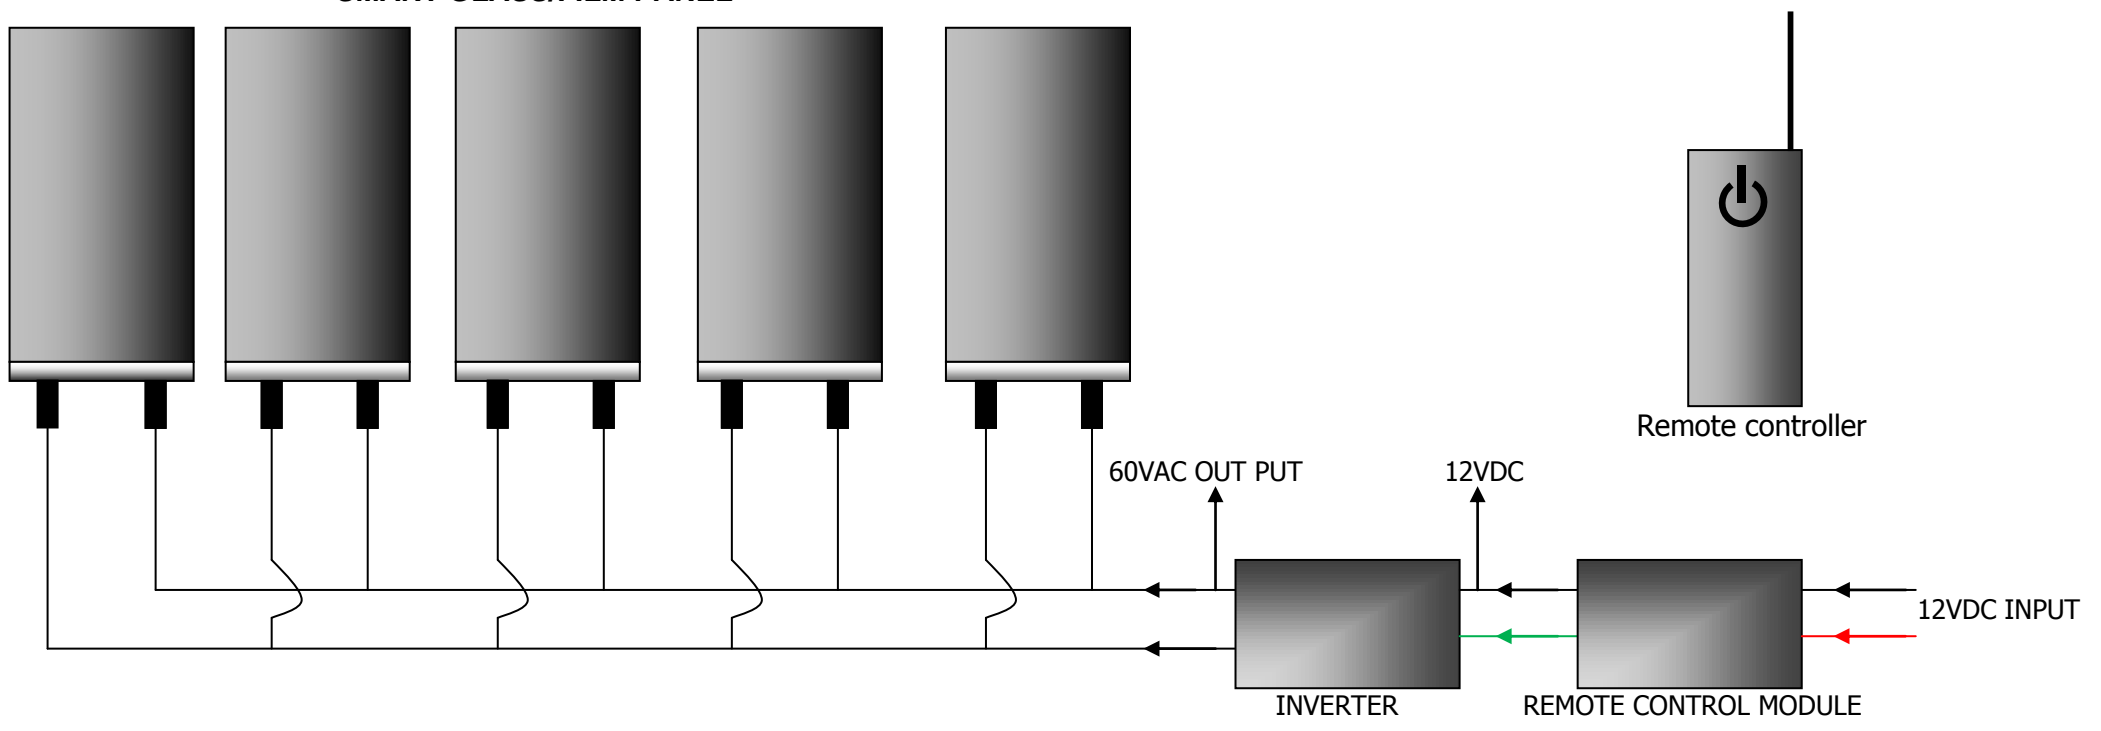 Remote controller
60VAC OUT PUT
12VDC
12VDC INPUT
INVERTER
REMOTE CONTROL MODULE